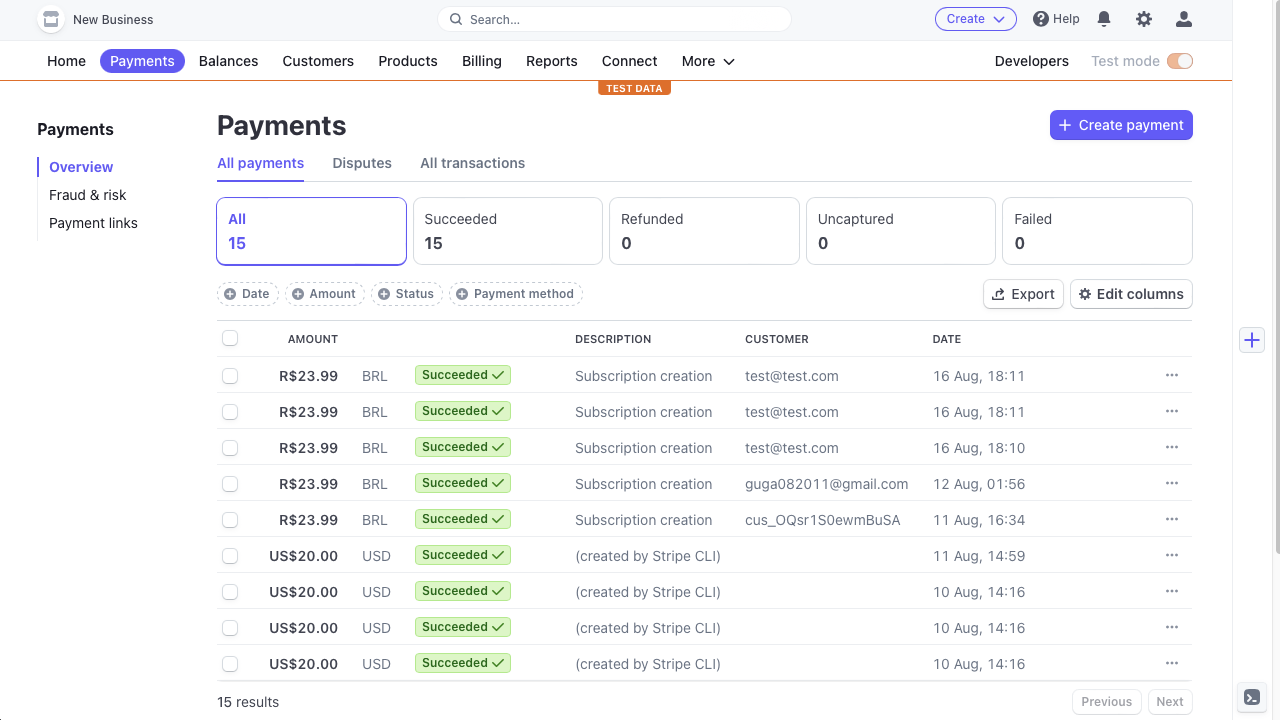 New Business
Search...
Create
Help
Home
Payments
Balances
Customers
Products
Billing
Reports
Connect
More
Developers
Test mode
TEST DATA
Payments
Overview
Fraud & risk
Payment links
Payments
Create payment
All payments
Disputes
All transactions
All
15
Succeeded
15
Refunded
0
Uncaptured
0
Failed
0
Date
Amount
Status
Payment method
Export
Edit columns
AMOUNT DESCRIPTION CUSTOMER DATE
R$23.99 BRL Succeeded Subscription creation test@test.com 16 Aug, 18:11
R$23.99 BRL Succeeded Subscription creation test@test.com 16 Aug, 18:11
R$23.99 BRL Succeeded Subscription creation test@test.com 16 Aug, 18:10
R$23.99 BRL Succeeded Subscription creation guga082011@gmail.com 12 Aug, 01:56
R$23.99 BRL Succeeded Subscription creation cus_OQsr1S0ewmBuSA 11 Aug, 16:34
US$20.00 USD Succeeded (created by Stripe CLI) 11 Aug, 14:59
US$20.00 USD Succeeded (created by Stripe CLI) 10 Aug, 14:16
US$20.00 USD Succeeded (created by Stripe CLI) 10 Aug, 14:16
US$20.00 USD Succeeded (created by Stripe CLI) 10 Aug, 14:16
15 results
Previous
Next